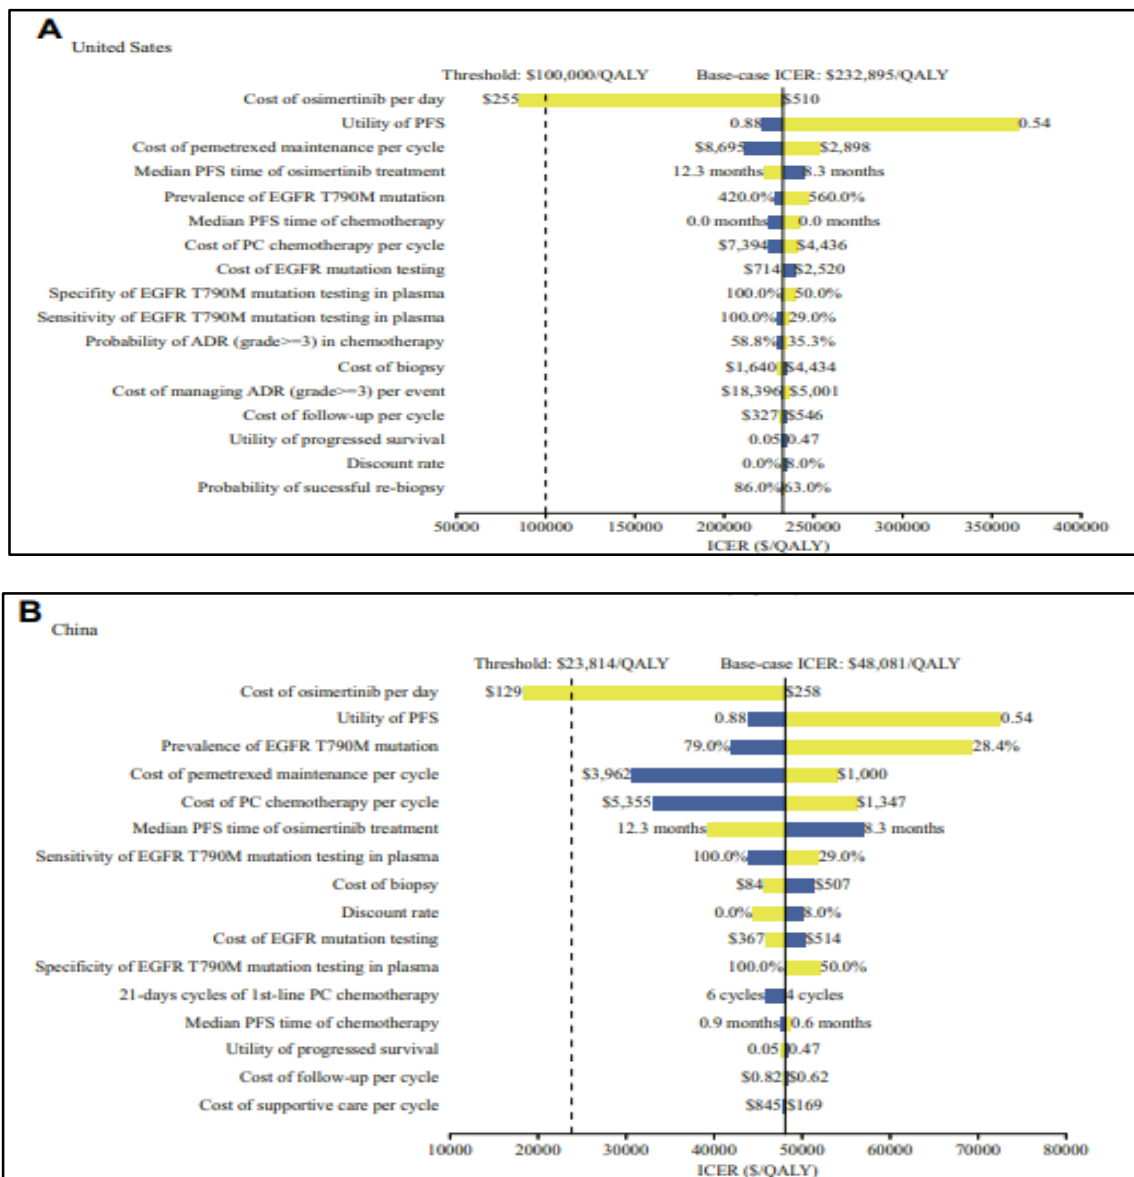 A
United Sates
Threshold: $100,000/QALY Base-case ICER: $232,895/QALY
Cost of osimertinib per day $255 $510
Utility of PFS 0.88 0.54
Cost of pemetrexed maintenance per cycle $8,695 $2,898
Median PFS time of osimertinib treatment 12.3 months 8.3 months
Prevalence of EGFR T790M mutation 420.0% 560.0%
Median PFS time of chemotherapy 0.0 months 0.0 months
Cost of PC chemotherapy per cycle $7,394 $4,436
Cost of EGFR mutation testing $714 $2,520
Specifity of EGFR T790M mutation testing in plasma 100.0% 50.0%
Sensitivity of EGFR T790M mutation testing in plasma 100.0% 29.0%
Probability of ADR (grade>=3) in chemotherapy 58.8% 35.3%
Cost of biopsy $1,640 $4,434
Cost of managing ADR (grade>=3) per event $18,396 $5,001
Cost of follow-up per cycle $327 $546
Utility of progressed survival 0.05 0.47
Discount rate 0.0% 8.0%
Probability of sucessful re-biopsy 86.0% 63.0%
50000 100000 150000 200000 250000 300000 350000 400000
ICER ($/QALY)
B
China
Threshold: $23,814/QALY Base-case ICER: $48,081/QALY
Cost of osimertinib per day $129 $258
Utility of PFS 0.88 0.54
Prevalence of EGFR T790M mutation 79.0% 28.4%
Cost of pemetrexed maintenance per cycle $3,962 $1,000
Cost of PC chemotherapy per cycle $5,355 $1,347
Median PFS time of osimertinib treatment 12.3 months 8.3 months
Sensitivity of EGFR T790M mutation testing in plasma 100.0% 29.0%
Cost of biopsy $84 $507
Discount rate 0.0% 8.0%
Cost of EGFR mutation testing $367 $514
Specificity of EGFR T790M mutation testing in plasma 100.0% 50.0%
21-days cycles of 1st-line PC chemotherapy 6 cycles 4 cycles
Median PFS time of chemotherapy 0.9 months 0.6 months
Utility of progressed survival 0.05 0.47
Cost of follow-up per cycle $0.82 $0.62
Cost of supportive care per cycle $845 $169
10000 20000 30000 40000 50000 60000 70000 80000
ICER ($/QALY)